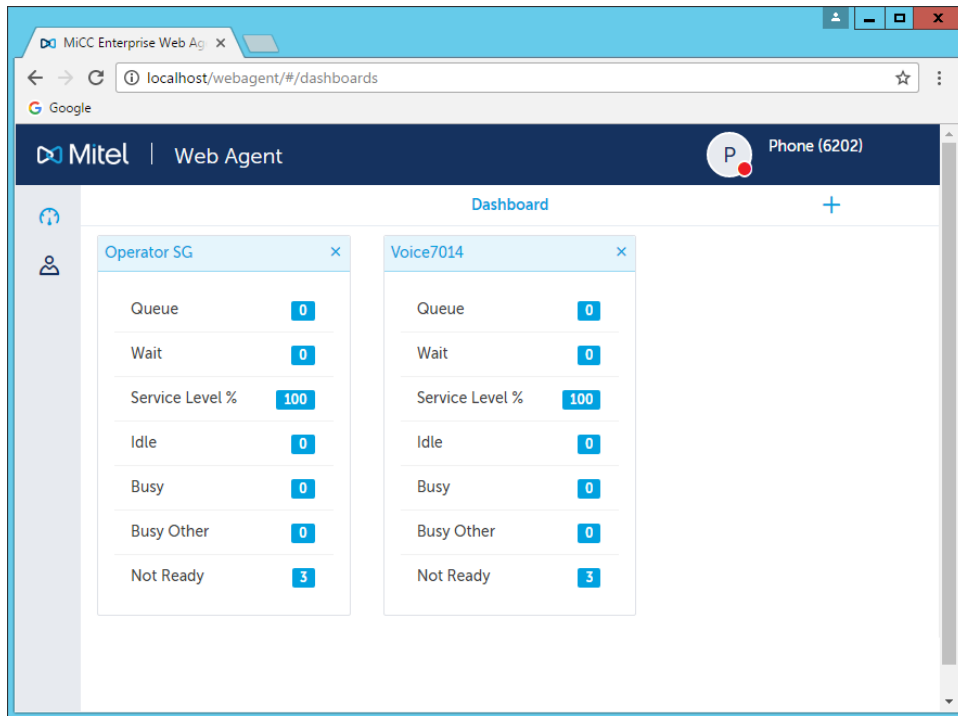 MiCC Enterprise Web Ag
localhost/webagent/#/dashboards
Google
Mitel | Web Agent
P
Phone (6202)
Dashboard
Operator SG
Queue 0
Wait 0
Service Level % 100
Idle 0
Busy 0
Busy Other 0
Not Ready 3
Voice7014
Queue 0
Wait 0
Service Level % 100
Idle 0
Busy 0
Busy Other 0
Not Ready 3